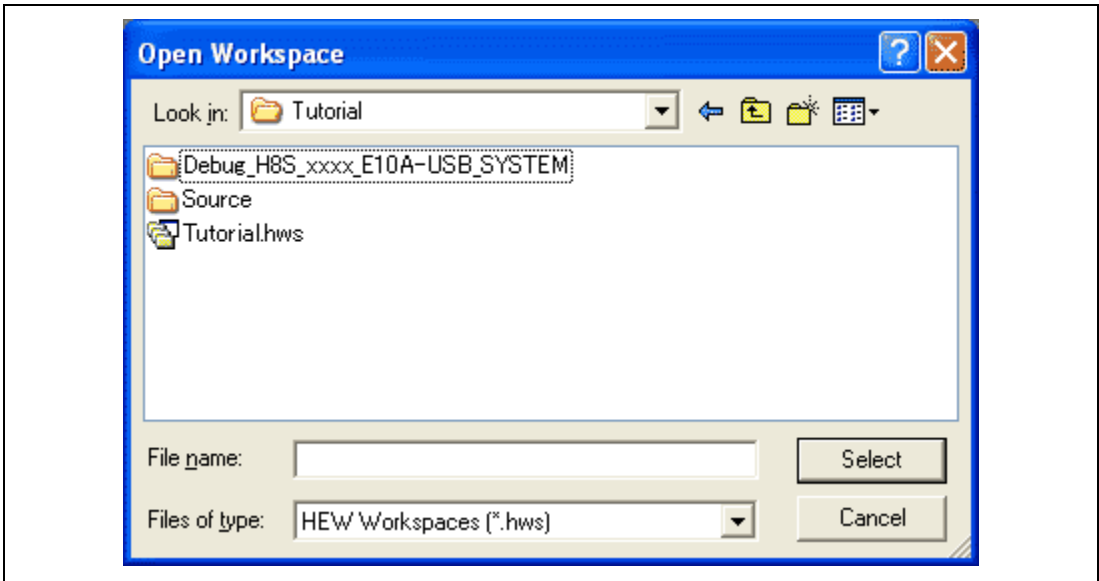 Open Workspace
Look in: Tutorial
Debug_H8S_xxxx_E10A-USB_SYSTEM
Source
Tutorial.hws
File name: Select
Files of type: HEW Workspaces (*.hws) Cancel